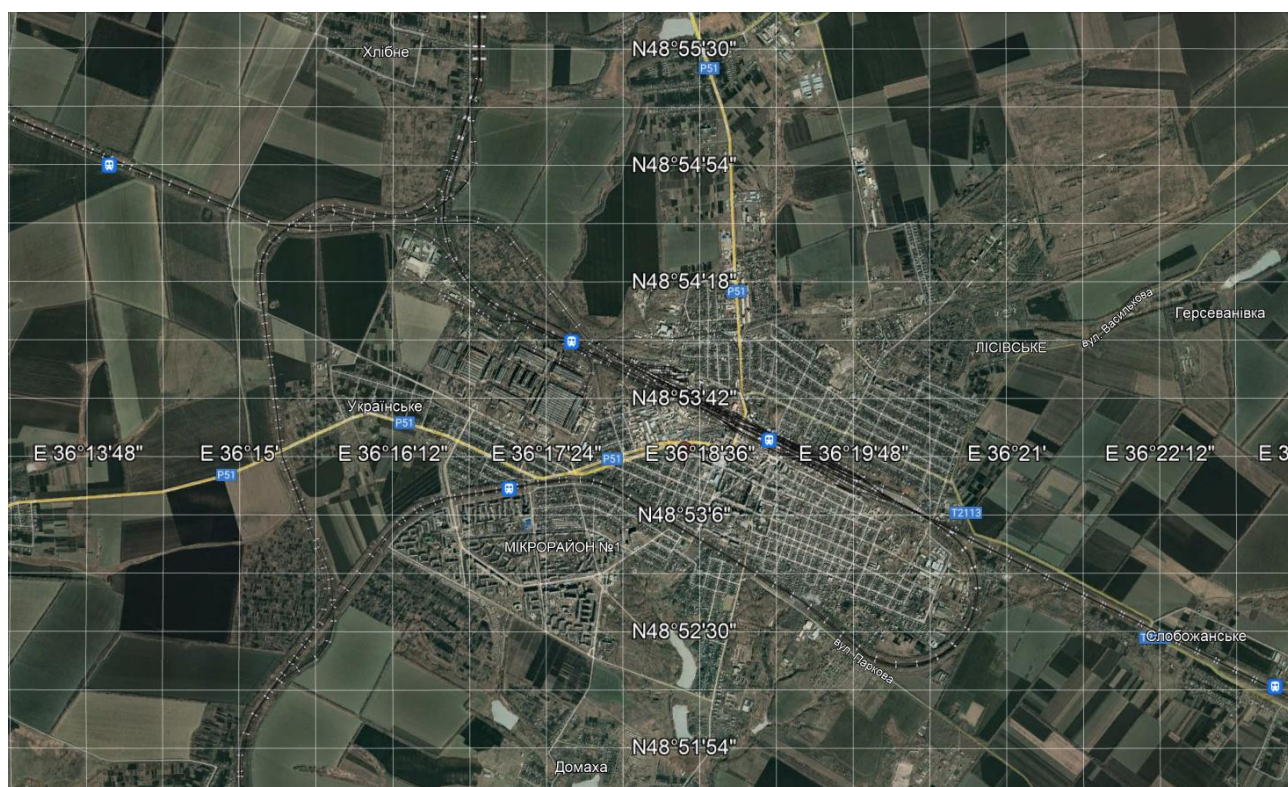 Хлібне
N48°55'30"
P51
N48°54'54"
N48°54'18"
P51
Герсеванівка
вул. Василькова
ЛІСІВСЬКЕ
N48°53'42"
Українське
P51
E 36°13'48" E 36°15' E 36°16'12" E 36°17'24" E 36°18'36" E 36°19'48" E 36°21' E 36°22'12" E 3
P51
P51
N48°53'6"
T2113
МІКРОРАЙОН №1
N48°52'30"
вул. Паркова
Слобожанське
N48°51'54"
Домаха